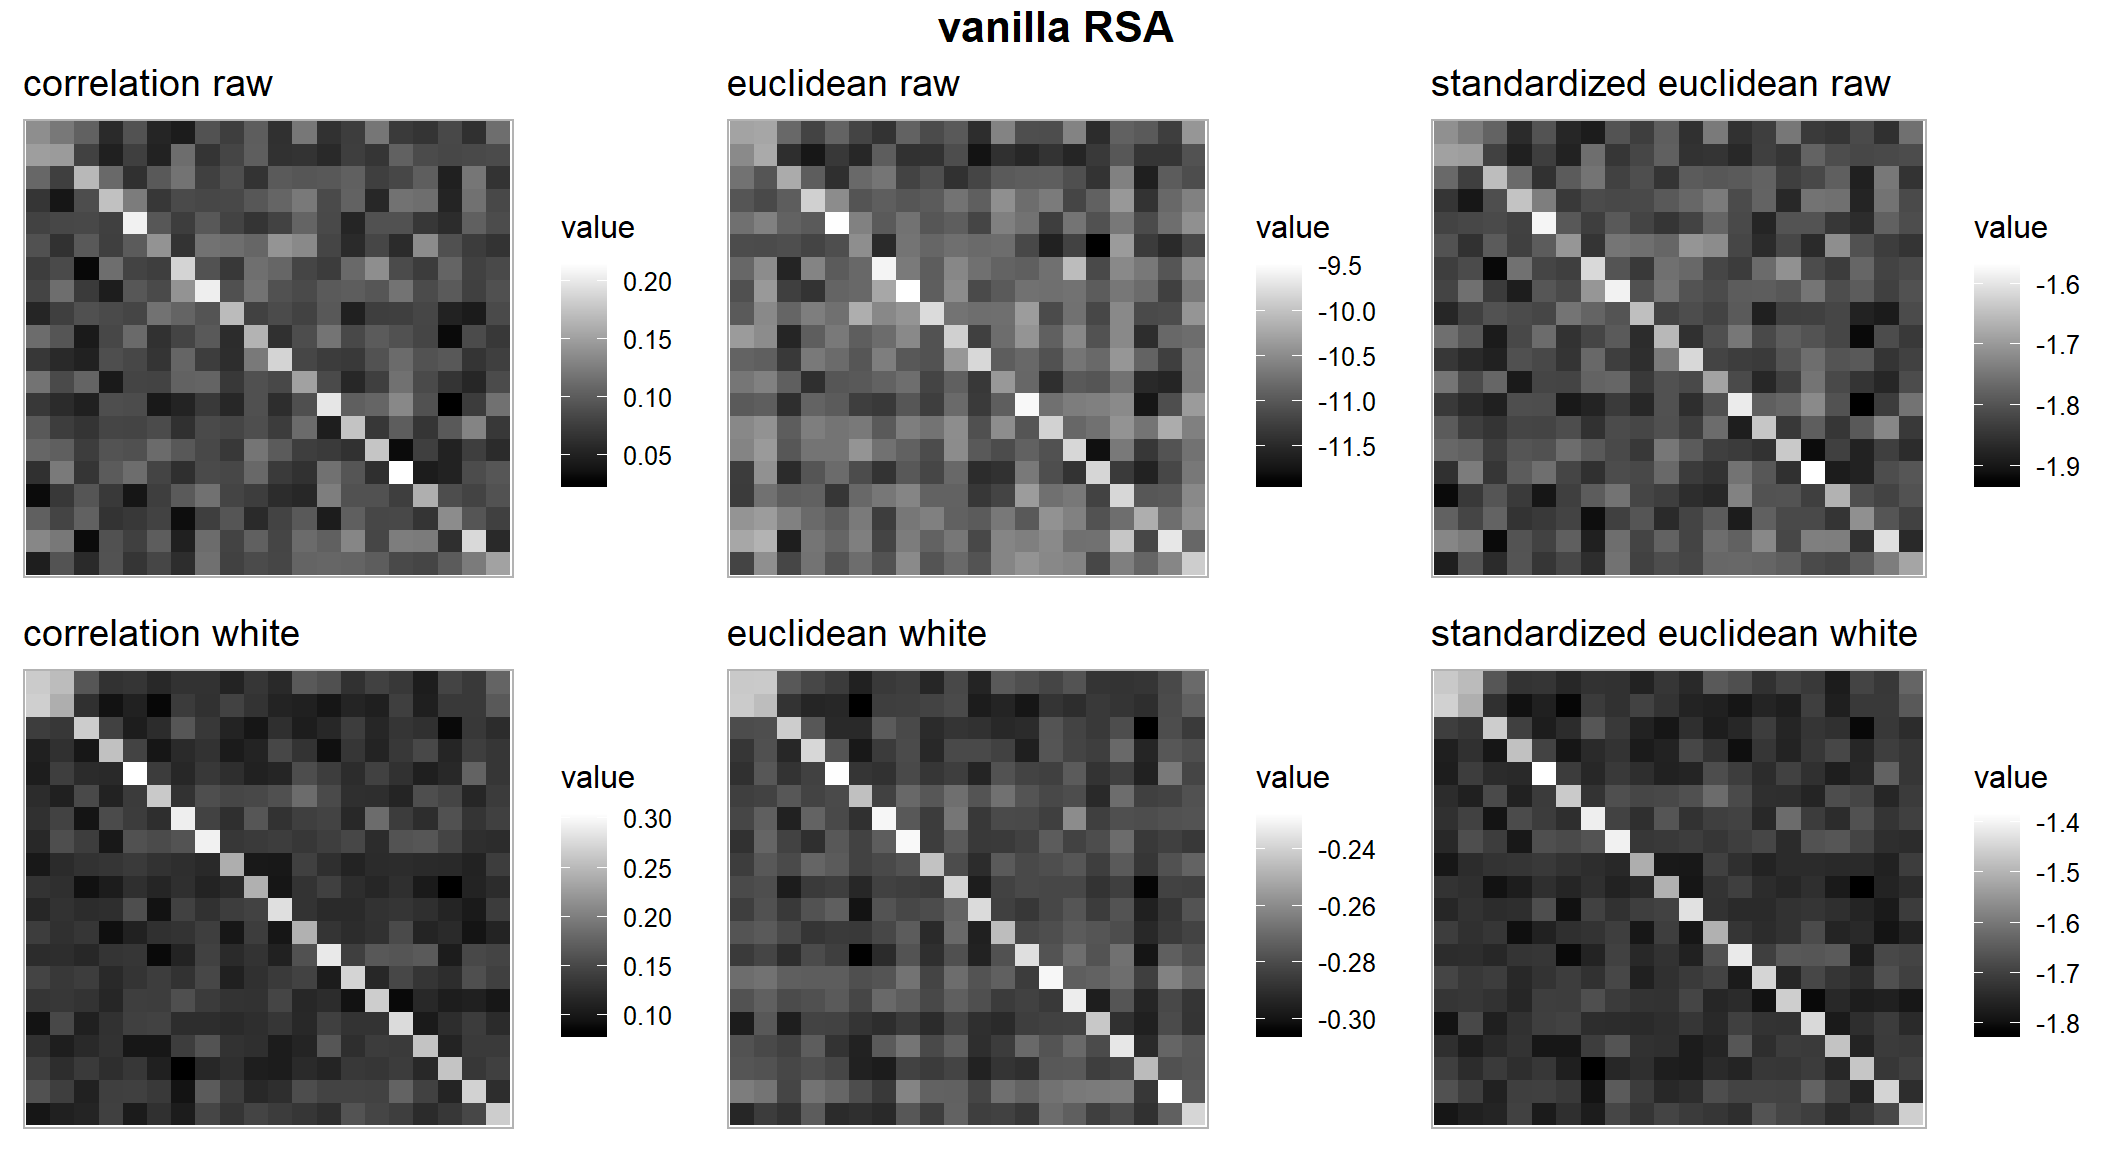 vanilla RSA
correlation raw
value
0.20
0.15
0.10
0.05
euclidean raw
value
-9.5
-10.0
-10.5
-11.0
-11.5
standardized euclidean raw
value
-1.6
-1.7
-1.8
-1.9
correlation white
value
0.30
0.25
0.20
0.15
0.10
euclidean white
value
-0.24
-0.26
-0.28
-0.30
standardized euclidean white
value
-1.4
-1.5
-1.6
-1.7
-1.8